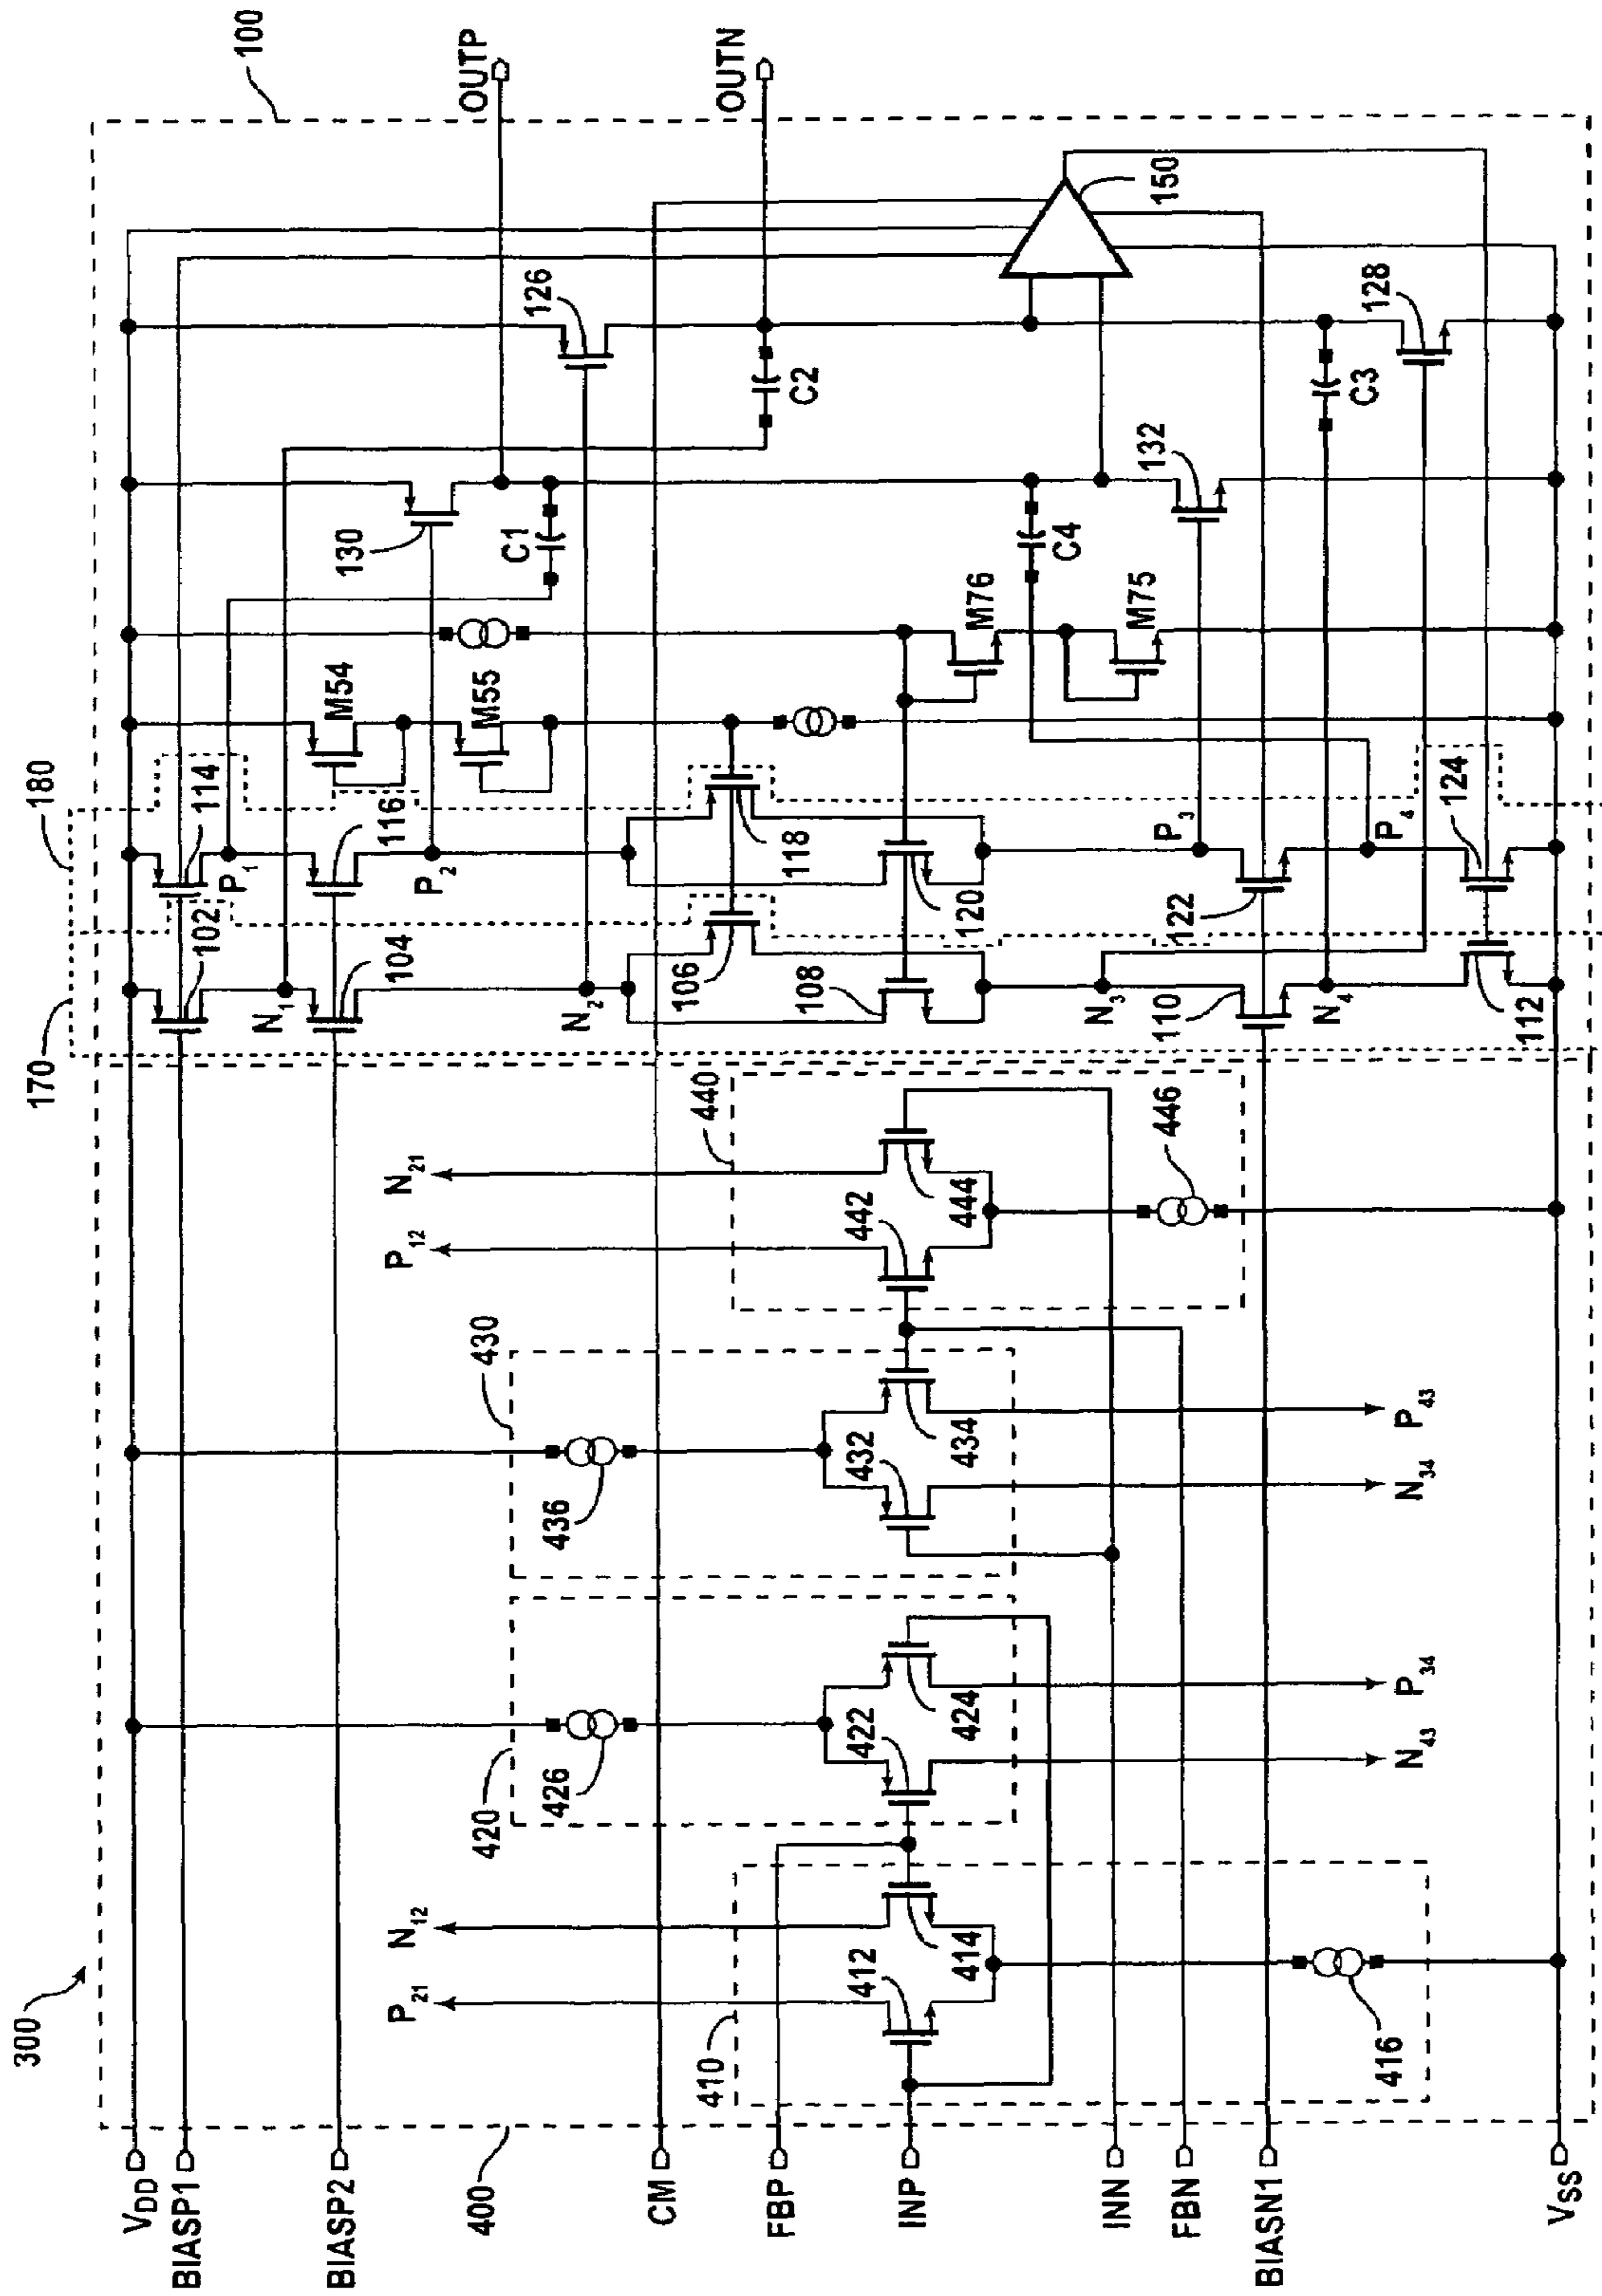 300
400
100
170
180
VDD
BIASP1
BIASP2
CM
FBP
INP
INN
FBN
BIASN1
VSS
OUTP
OUTN
410
P21
N12
412
414
416
420
426
422
424
N43
P34
430
436
432
434
N34
P43
440
P12
N21
442
444
446
102
N1
104
N2
106
108
N3
110
N4
112
114
P1
116
P2
118
120
P3
122
P4
124
M54
M55
M76
M75
130
C1
C4
132
126
C2
C3
128
150